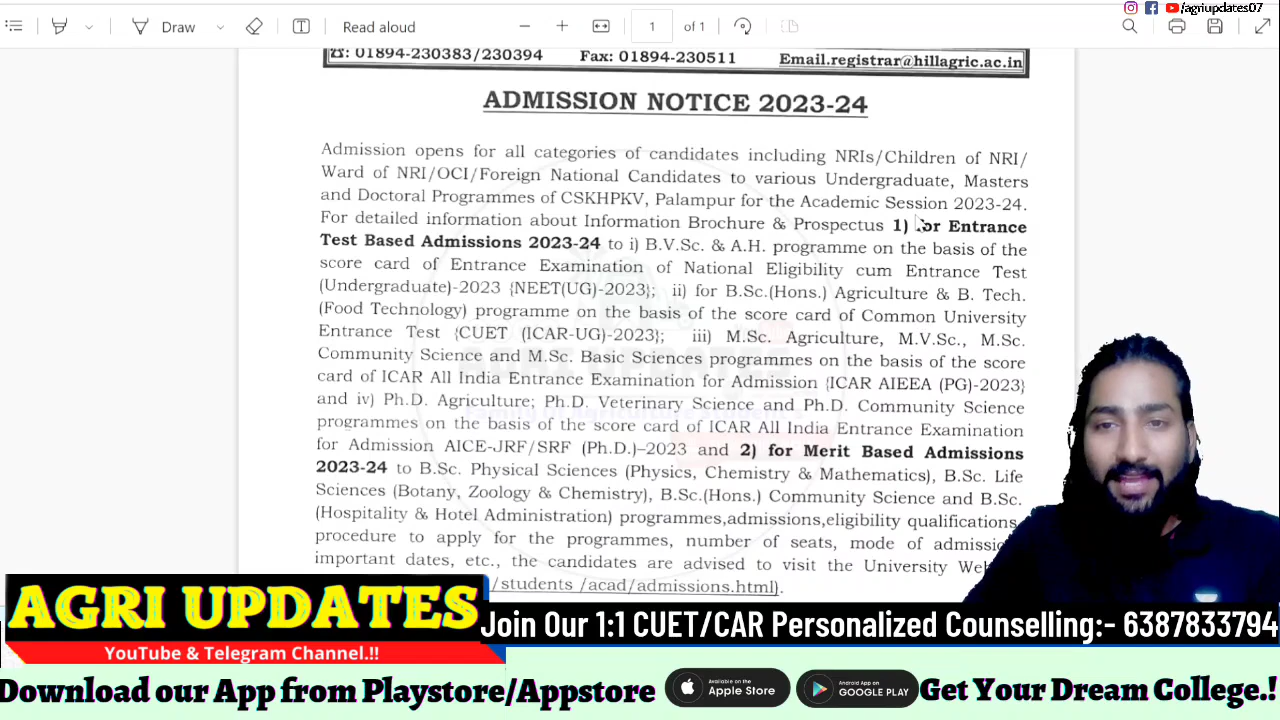 /agriupdates07
Draw
Read aloud
1 of 1
☎: 01894-230383/230394 Fax: 01894-230511 Email.registrar@hillagric.ac.in
ADMISSION NOTICE 2023-24
Admission opens for all categories of candidates including NRIs/Children of NRI/
Ward of NRI/OCI/Foreign National Candidates to various Undergraduate, Masters
and Doctoral Programmes of CSKHPKV, Palampur for the Academic Session 2023-24.
For detailed information about Information Brochure & Prospectus 1) for Entrance
Test Based Admissions 2023-24 to i) B.V.Sc. & A.H. programme on the basis of the
score card of Entrance Examination of National Eligibility cum Entrance Test
(Undergraduate)-2023 {NEET(UG)-2023}; ii) for B.Sc.(Hons.) Agriculture & B. Tech.
(Food Technology) programme on the basis of the score card of Common University
Entrance Test {CUET (ICAR-UG)-2023}; iii) M.Sc. Agriculture, M.V.Sc., M.Sc.
Community Science and M.Sc. Basic Sciences programmes on the basis of the score
card of ICAR All India Entrance Examination for Admission {ICAR AIEEA (PG)-2023}
and iv) Ph.D. Agriculture; Ph.D. Veterinary Science and Ph.D. Community Science
programmes on the basis of the score card of ICAR All India Entrance Examination
for Admission AICE-JRF/SRF (Ph.D.)–2023 and 2) for Merit Based Admissions
2023-24 to B.Sc. Physical Sciences (Physics, Chemistry & Mathematics), B.Sc. Life
Sciences (Botany, Zoology & Chemistry), B.Sc.(Hons.) Community Science and B.Sc.
(Hospitality & Hotel Administration) programmes,admissions,eligibility qualifications,
procedure to apply for the programmes, number of seats, mode of
important dates, etc., the candidates are advised to visit the University
/students /acad/admissions.html).
AGRI UPDATES
YouTube & Telegram Channel.!!
Join Our 1:1 CUET/CAR Personalized Counselling:- 6387833794
Download our App from Playstore/Appstore
Available on the
Apple Store
Android App on
GOOGLE PLAY
Get Your Dream College.!